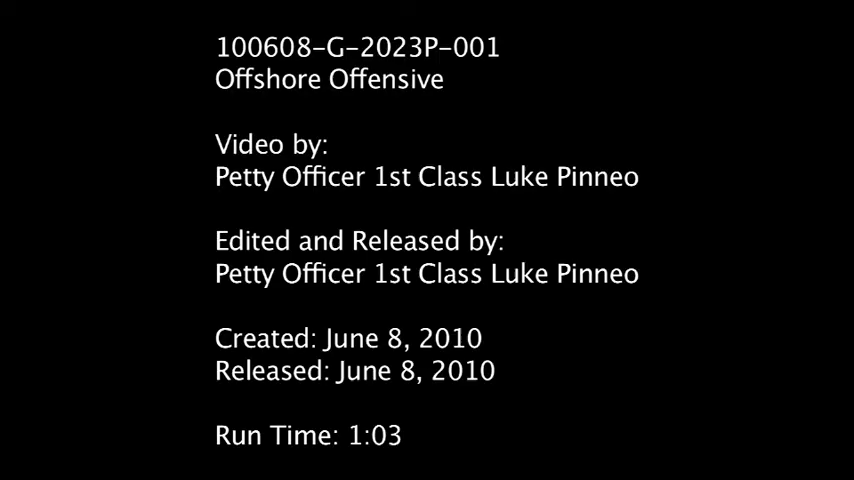 100608-G-2023P-001
Offshore Offensive
Video by:
Petty Officer 1st Class Luke Pinneo
Edited and Released by:
Petty Officer 1st Class Luke Pinneo
Created: June 8, 2010
Released: June 8, 2010
Run Time: 1:03